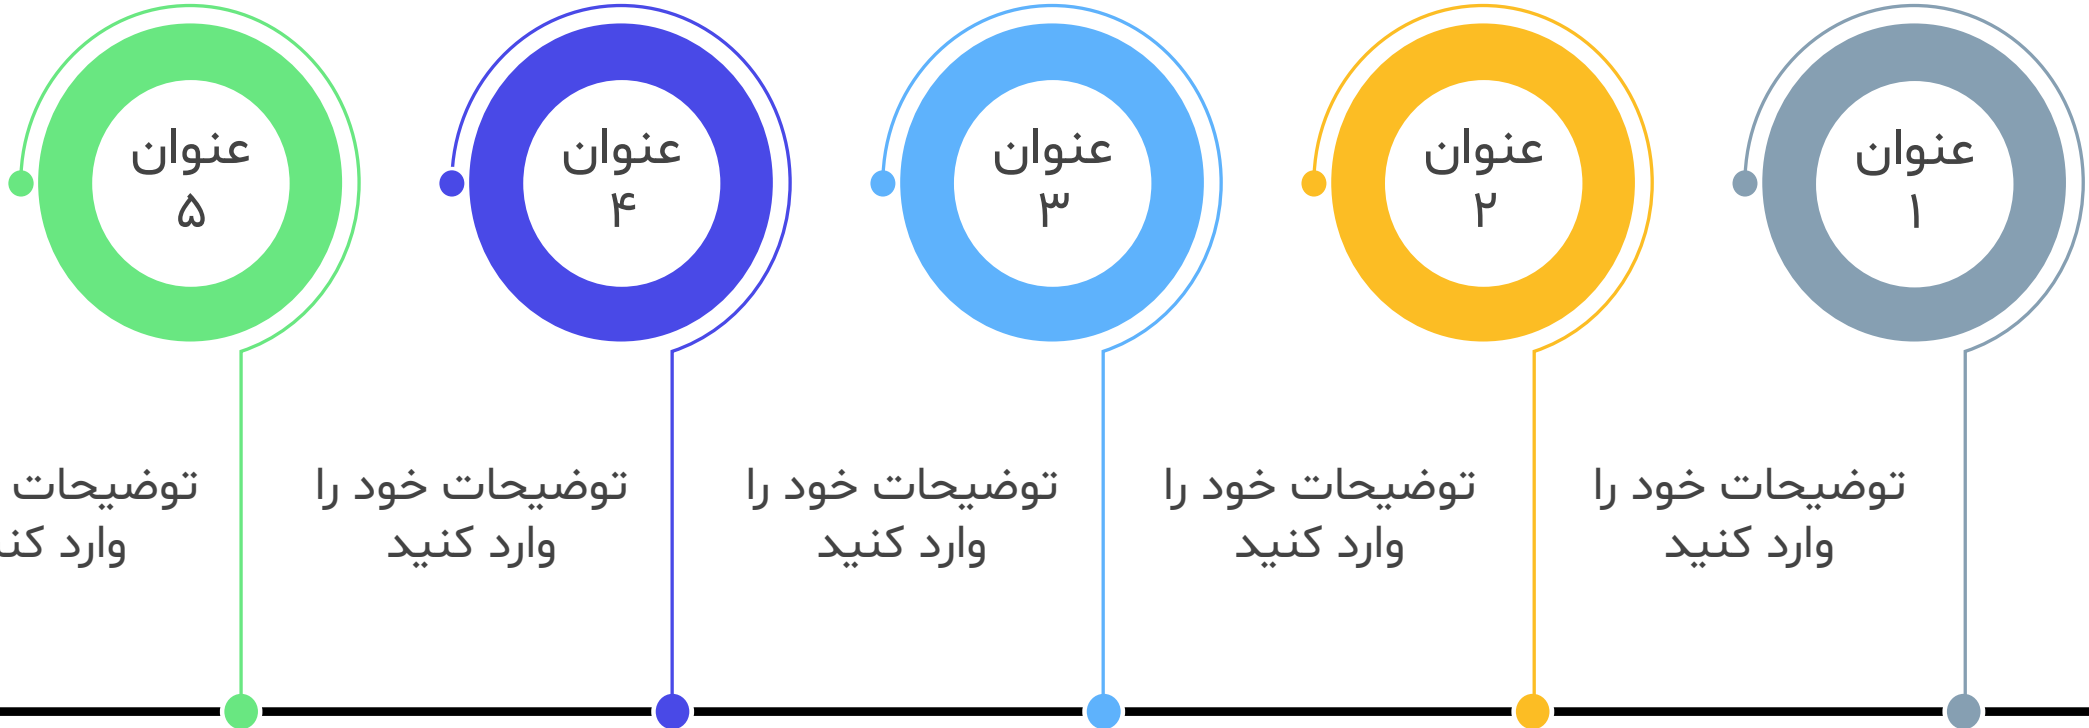 عنوان
۱
عنوان
۲
عنوان
۳
عنوان
۴
عنوان
۵
توضیحات خود را
وارد کنید
توضیحات خود را
وارد کنید
توضیحات خود را
وارد کنید
توضیحات خود را
وارد کنید
توضیحات
وارد